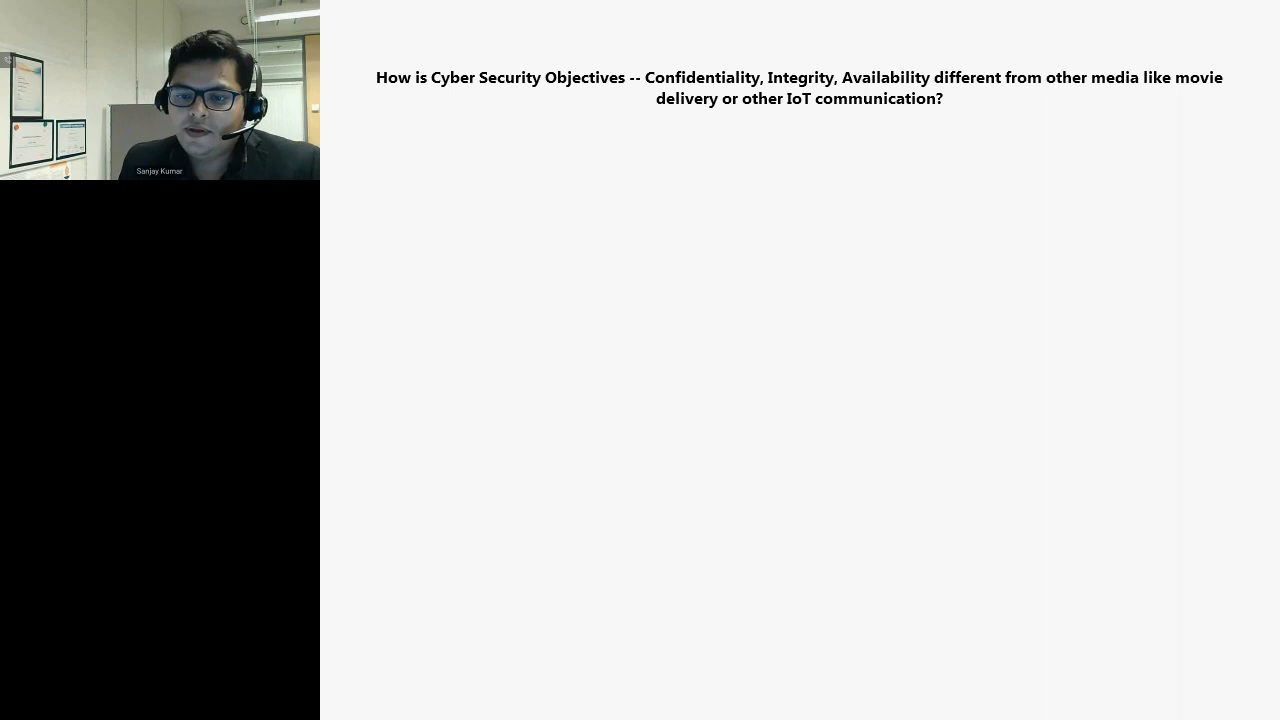 How is Cyber Security Objectives -- Confidentiality, Integrity, Availability different from other media like movie
delivery or other IoT communication?
Sanjay Kumar